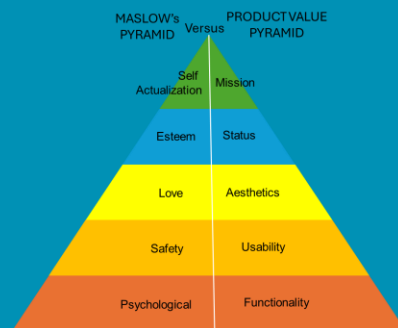 MASLOW's
PYRAMID
Versus
PRODUCT VALUE
PYRAMID
Self
Actualization
Mission
Esteem
Status
Love
Aesthetics
Safety
Usability
Psychological
Functionality